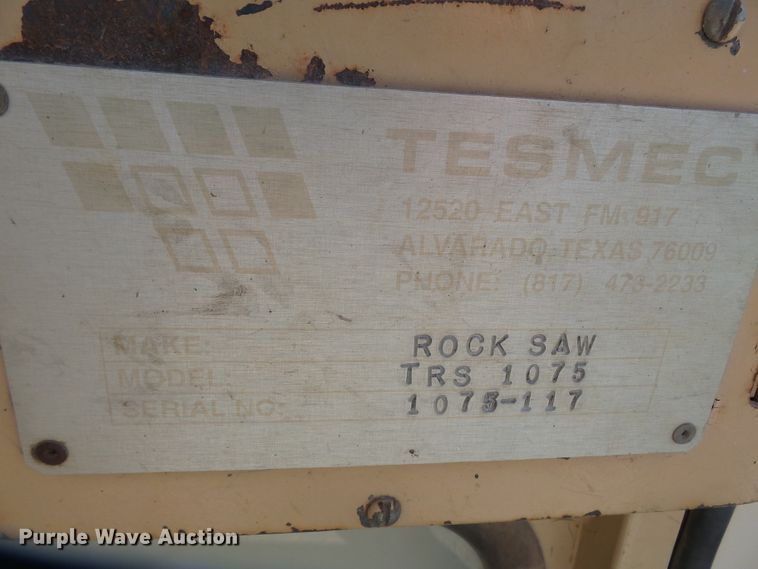 TESMEC
12520 EAST FM 917
ALVARADO, TEXAS 76009
PHONE: (817) 473-2233
MAKE: ROCK SAW
MODEL TRS 1075
SERIAL NO: 1075-117
Purple Wave Auction